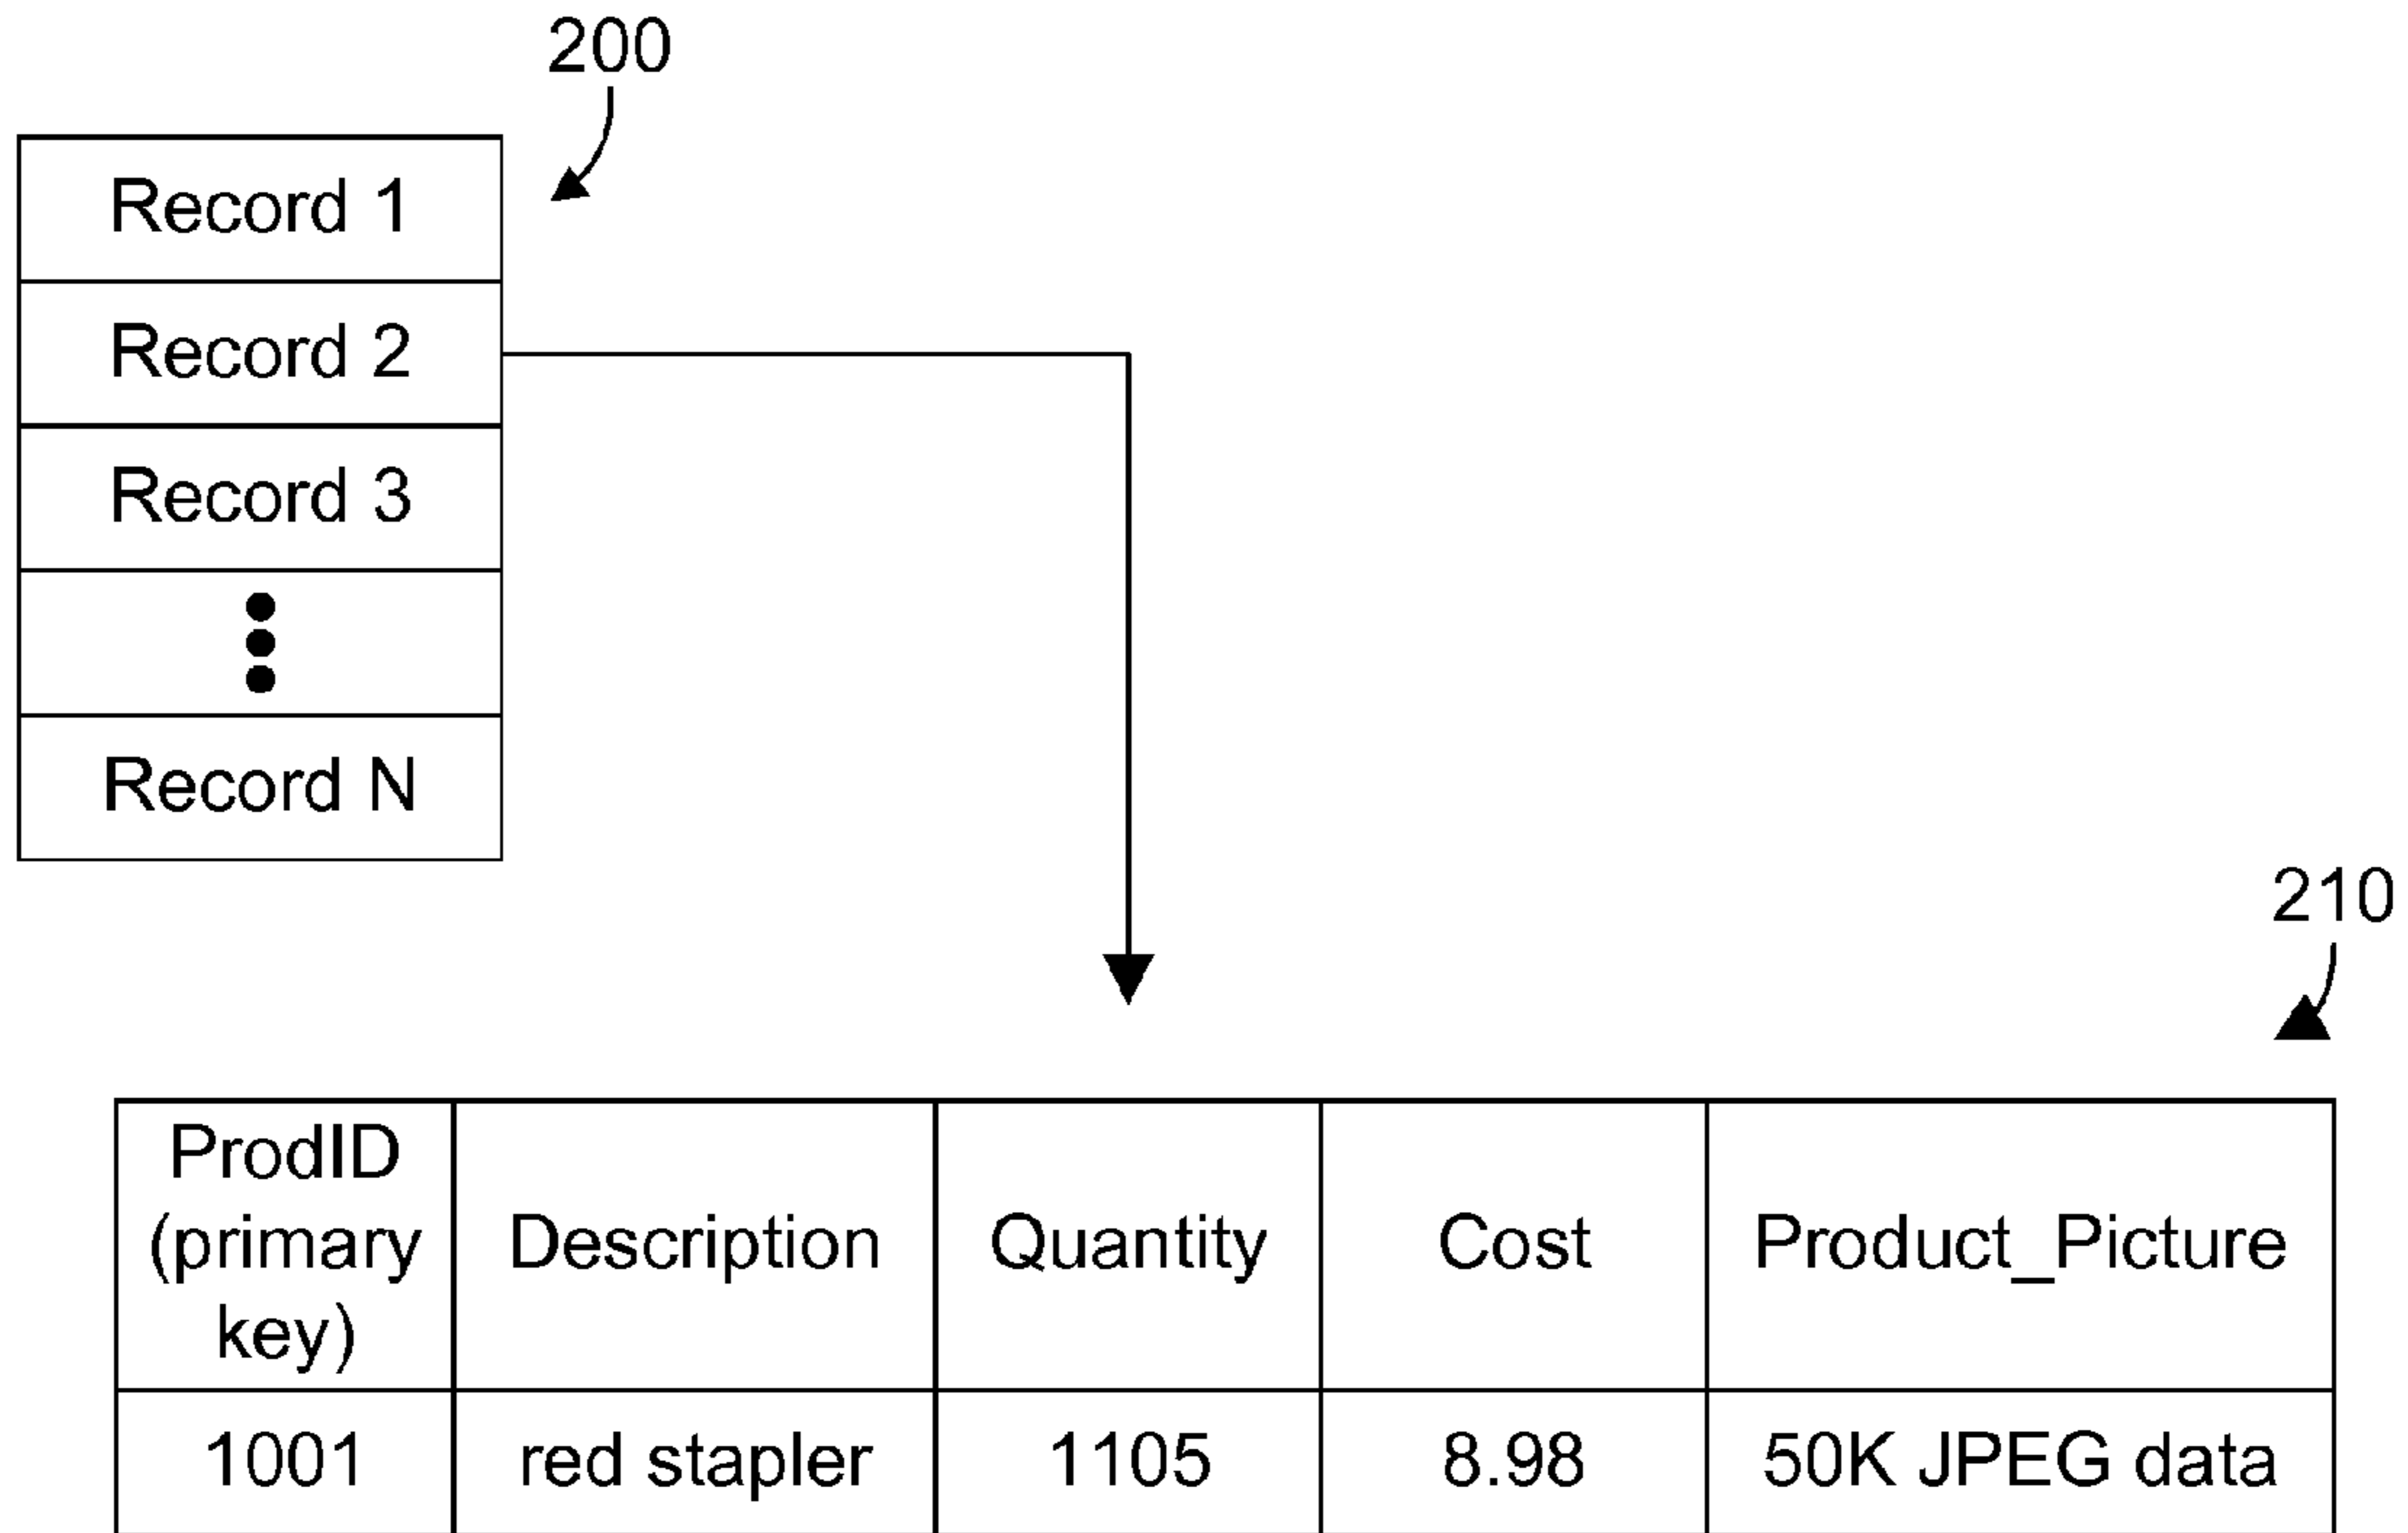 200
Record 1
Record 2
Record 3
Record N
210
ProdID
(primary
key)
Description
Quantity
Cost
Product_Picture
1001
red stapler
1105
8.98
50K JPEG data